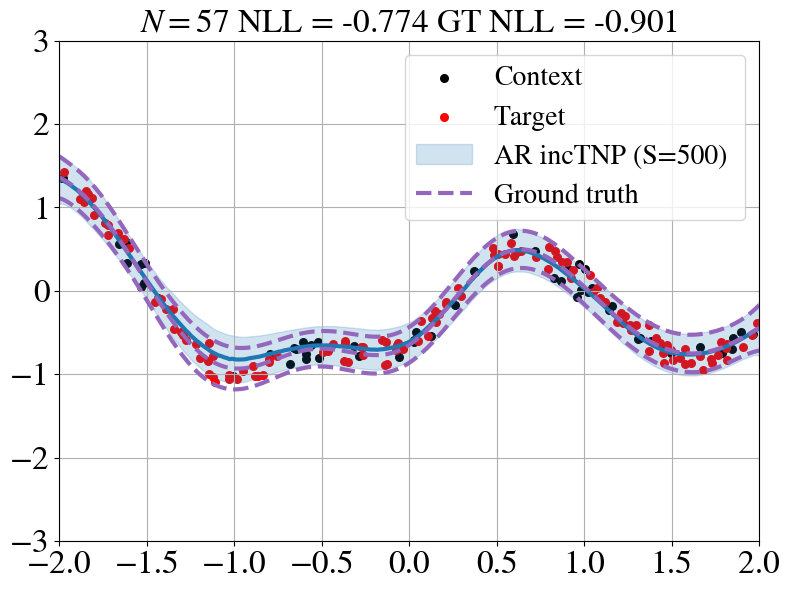 N = 57 NLL = -0.774 GT NLL = -0.901
Context
Target
AR incTNP (S=500)
Ground truth
3
2
1
0
−1
−2
−3
−2.0 −1.5 −1.0 −0.5 0.0 0.5 1.0 1.5 2.0